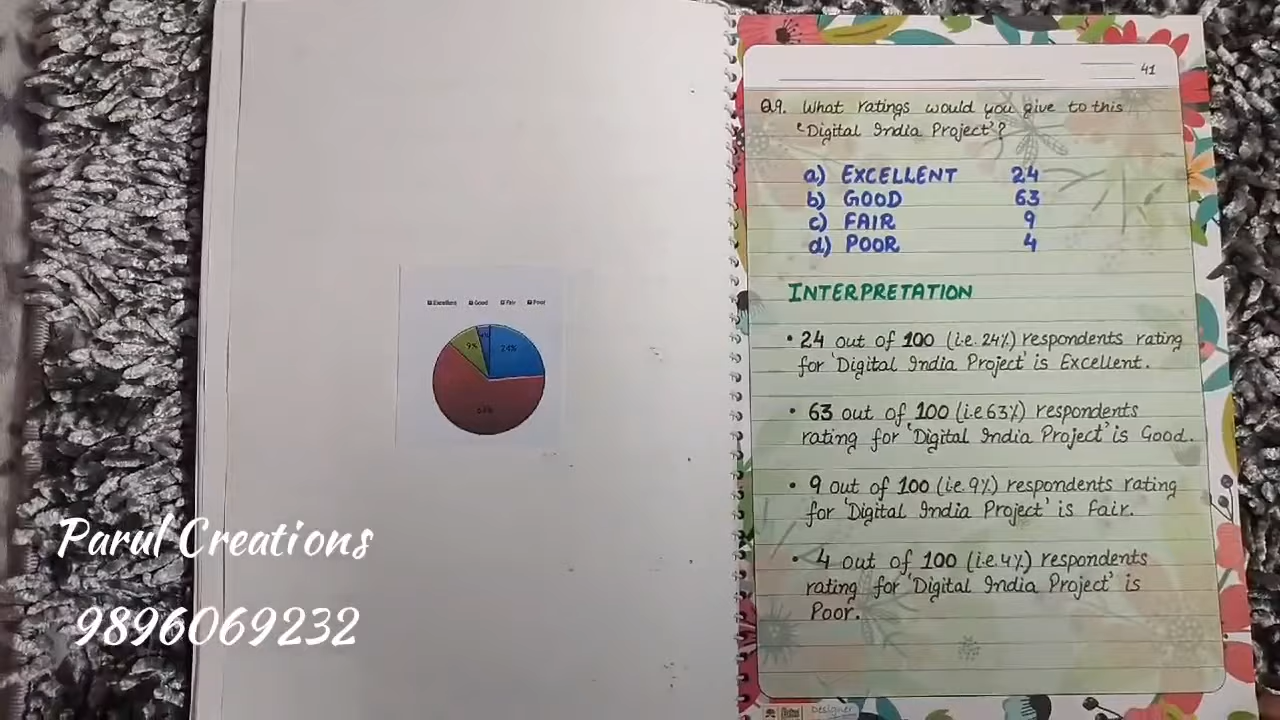 Excellent Good Fair Poor
9%
24%
63%
Parul Creations
9896069232
41
Q9. What ratings would you give to this
'Digital India Project'?
a) EXCELLENT 24
b) GOOD 63
c) FAIR 9
d) POOR 4
INTERPRETATION
• 24 out of 100 (i.e. 24%) respondents rating
for 'Digital India Project' is Excellent.
• 63 out of 100 (i.e 63%) respondents
rating for 'Digital India Project' is Good.
• 9 out of 100 (i.e. 9%) respondents rating
for 'Digital India Project' is Fair.
• 4 out of 100 (i.e. 4%) respondents
rating for 'Digital India Project' is
Poor.
Designer